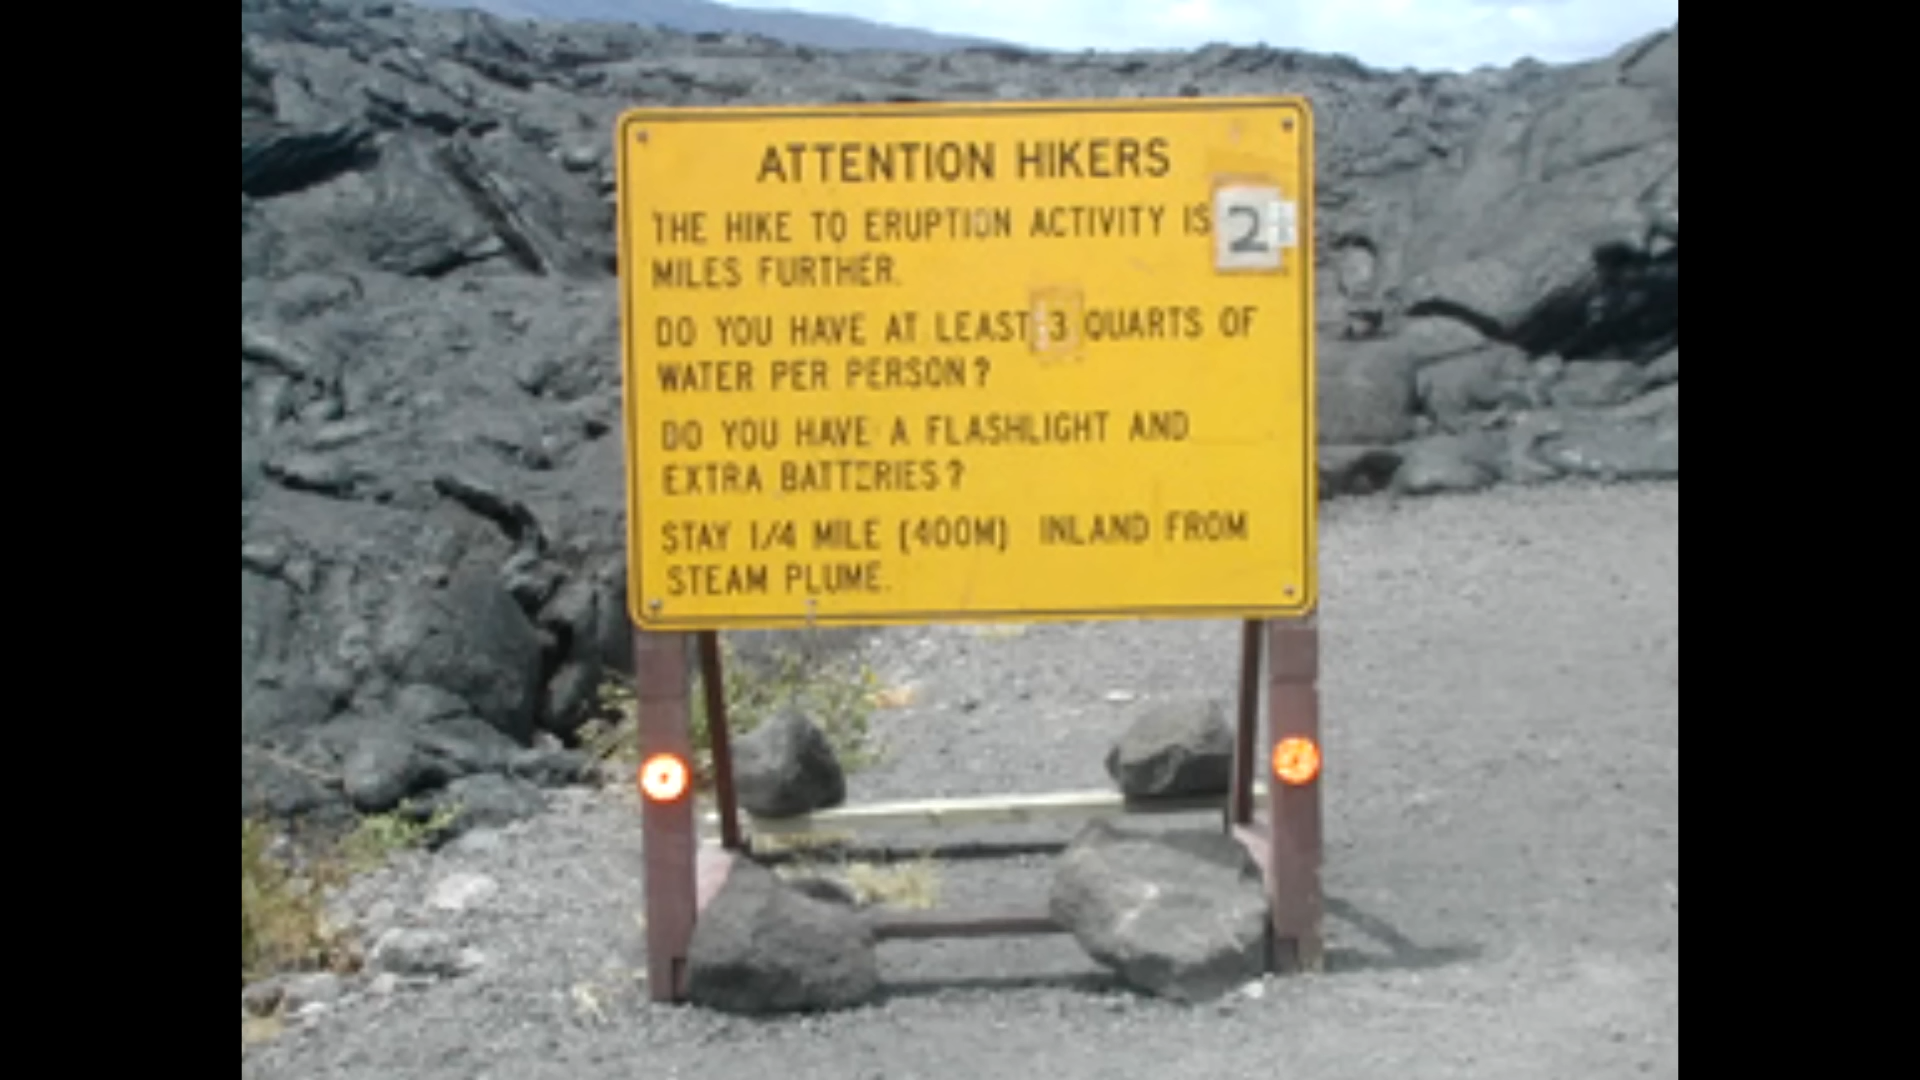 ATTENTION HIKERS
THE HIKE TO ERUPTION ACTIVITY IS 2
MILES FURTHER.
DO YOU HAVE AT LEAST 3 QUARTS OF
WATER PER PERSON?
DO YOU HAVE A FLASHLIGHT AND
EXTRA BATTERIES?
STAY 1/4 MILE (400M) INLAND FROM
STEAM PLUME.